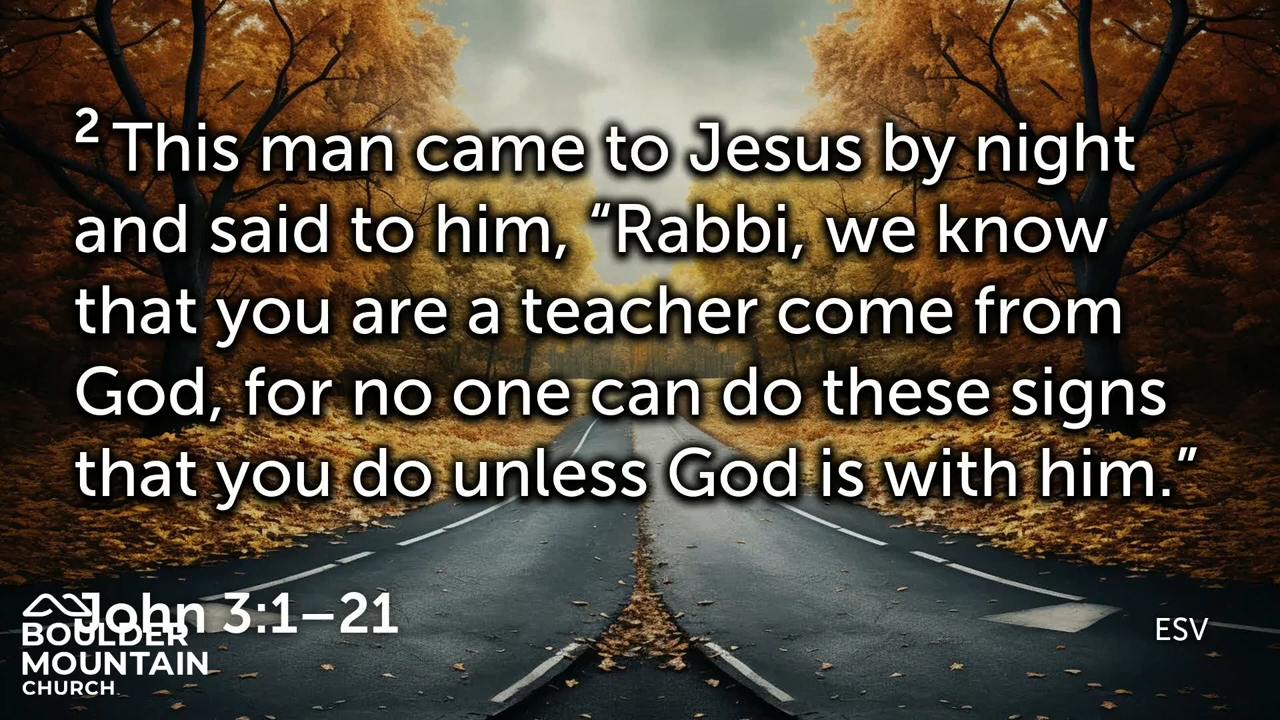 2 This man came to Jesus by night
and said to him, “Rabbi, we know
that you are a teacher come from
God, for no one can do these signs
that you do unless God is with him.”
John 3:1–21
ESV
BOULDER
MOUNTAIN
CHURCH